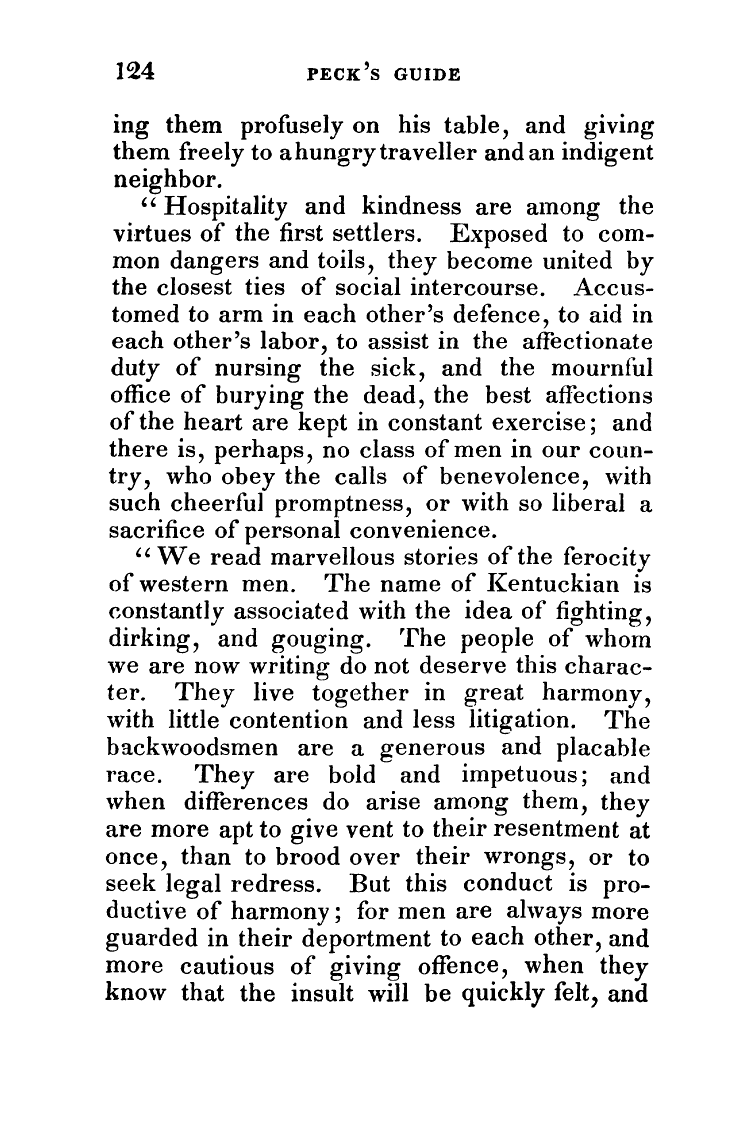 124 PECK'S GUIDE
ing them profusely on his table, and giving
them freely to a hungry traveller and an indigent
neighbor.
“ Hospitality and kindness are among the
virtues of the first settlers. Exposed to com-
mon dangers and toils, they become united by
the closest ties of social intercourse. Accus-
tomed to arm in each other's defence, to aid in
each other's labor, to assist in the affectionate
duty of nursing the sick, and the mournful
office of burying the dead, the best affections
of the heart are kept in constant exercise; and
there is, perhaps, no class of men in our coun-
try, who obey the calls of benevolence, with
such cheerful promptness, or with so liberal a
sacrifice of personal convenience.
“ We read marvellous stories of the ferocity
of western men. The name of Kentuckian is
constantly associated with the idea of fighting,
dirking, and gouging. The people of whom
we are now writing do not deserve this charac-
ter. They live together in great harmony,
with little contention and less litigation. The
backwoodsmen are a generous and placable
race. They are bold and impetuous; and
when differences do arise among them, they
are more apt to give vent to their resentment at
once, than to brood over their wrongs, or to
seek legal redress. But this conduct is pro-
ductive of harmony; for men are always more
guarded in their deportment to each other, and
more cautious of giving offence, when they
know that the insult will be quickly felt, and